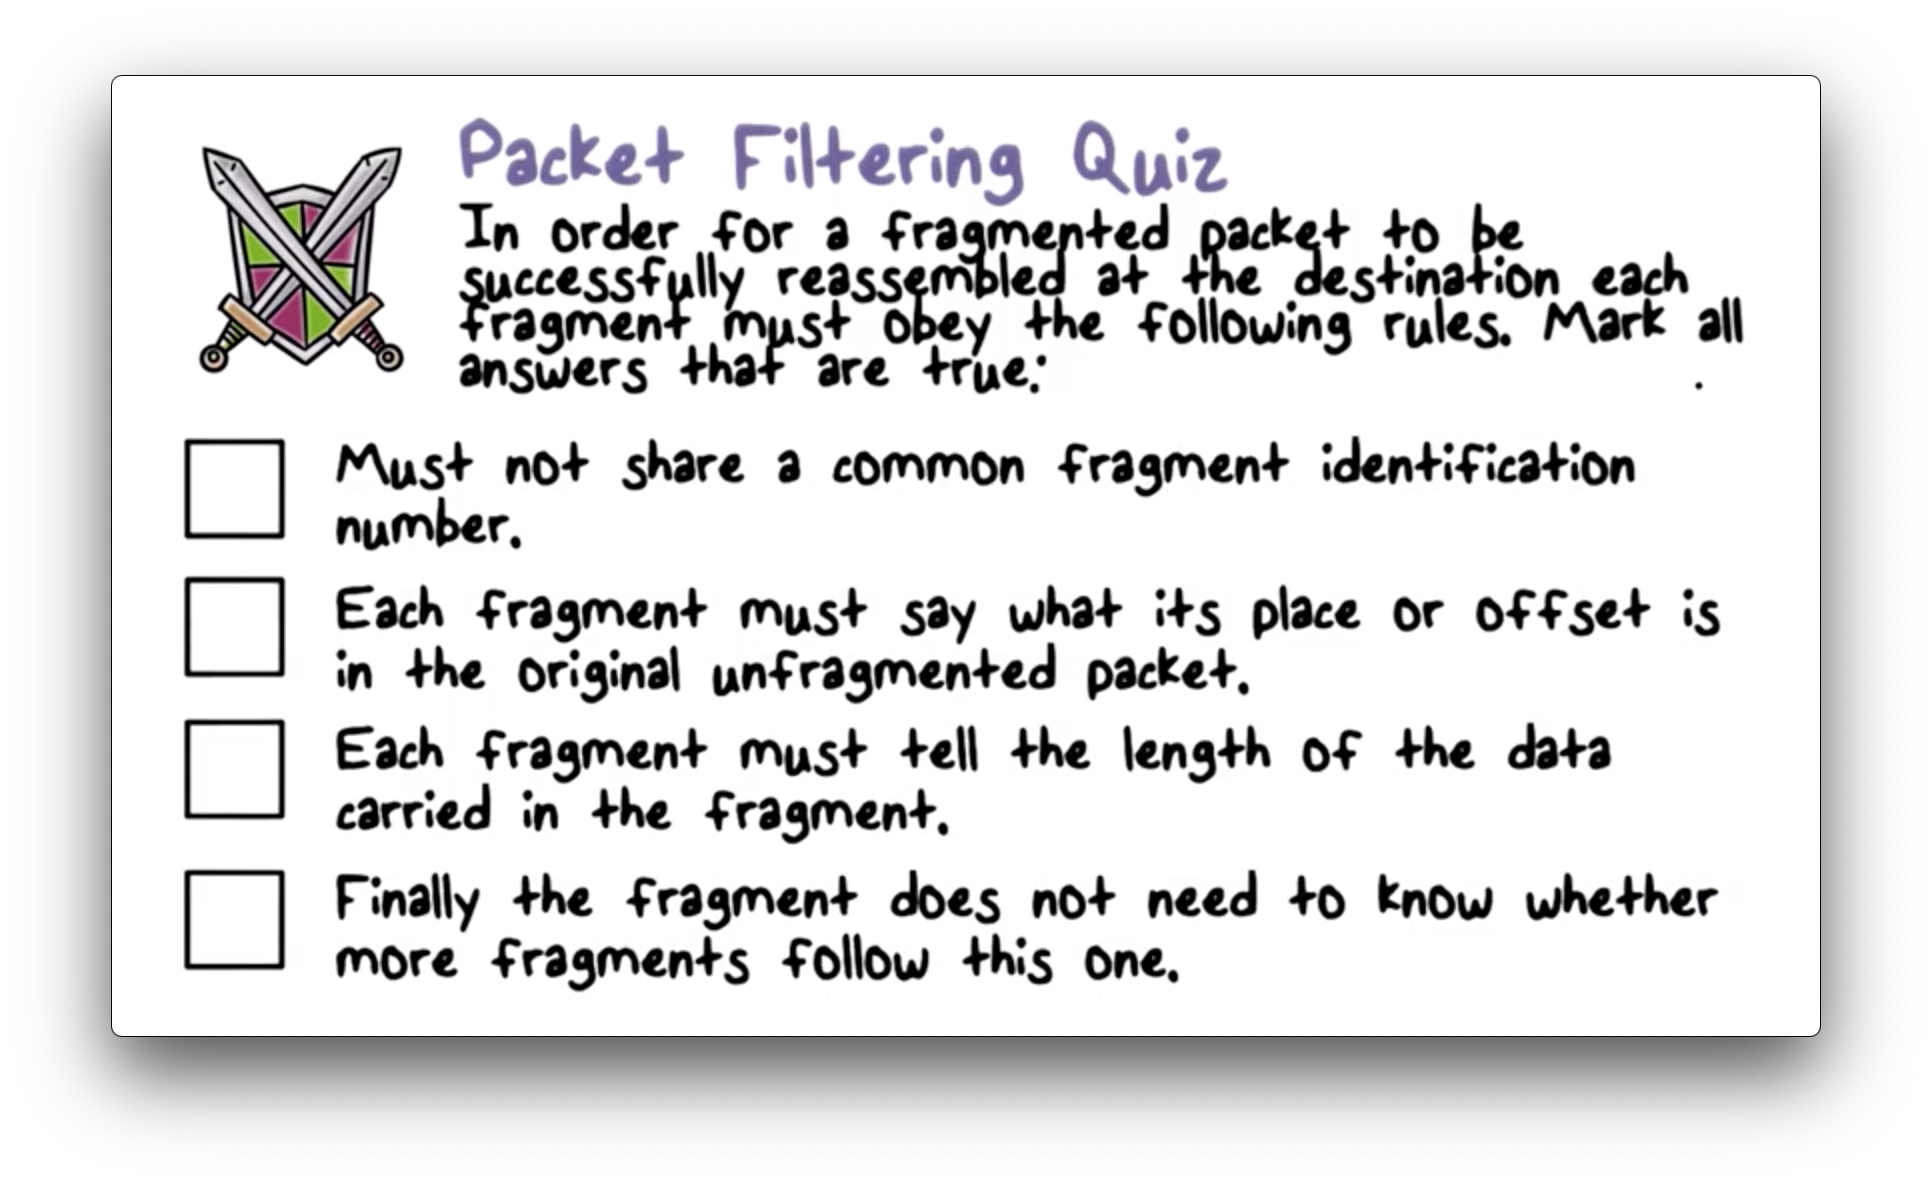 Packet Filtering Quiz
In order for a fragmented packet to be
successfully reassembled at the destination each
fragment must obey the following rules. Mark all
answers that are true:
Must not share a common fragment identification
number.
Each fragment must say what its place or offset is
in the original unfragmented packet.
Each fragment must tell the length of the data
carried in the fragment.
Finally the fragment does not need to know whether
more fragments follow this one.